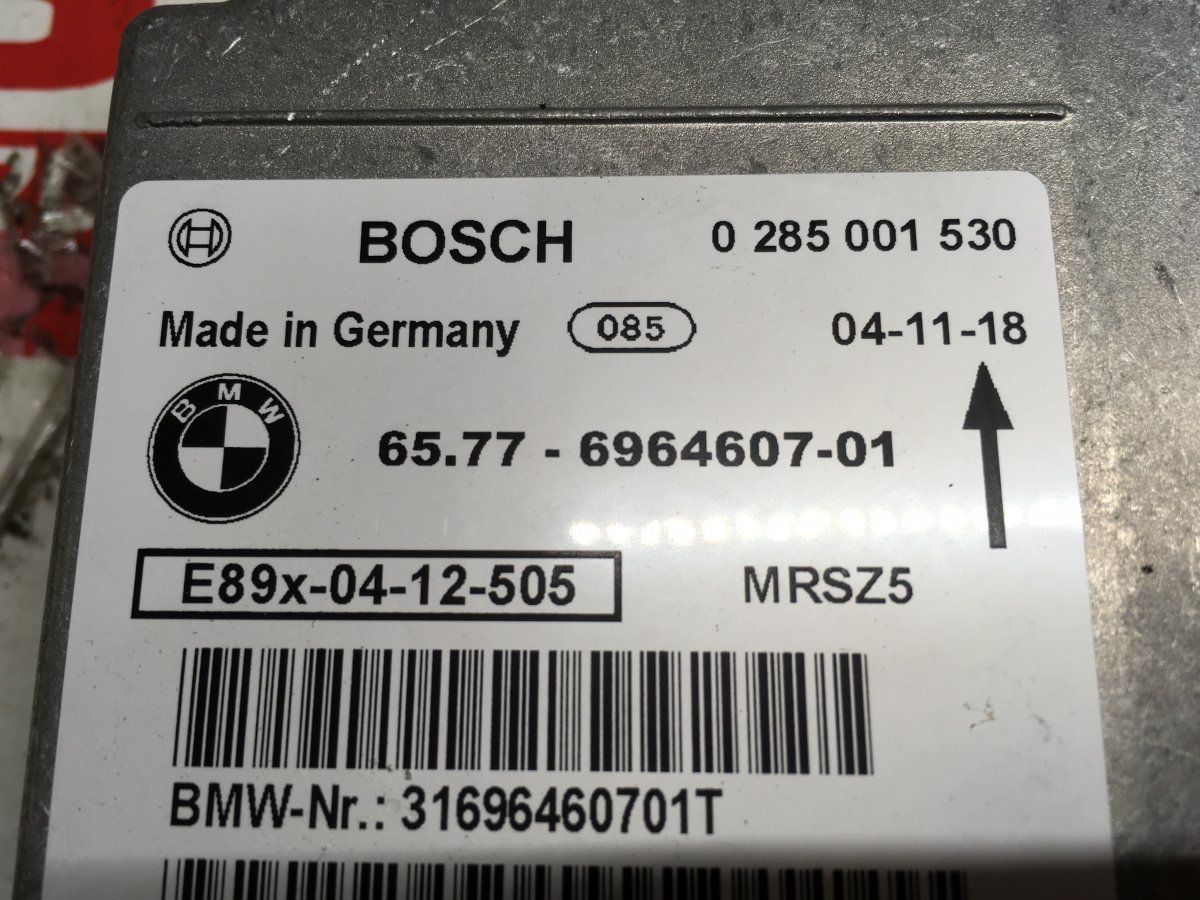 BOSCH 0 285 001 530
Made in Germany 085 04-11-18
BMW
65.77 - 6964607-01
E89x-04-12-505 MRSZ5
BMW-Nr.: 31696460701T